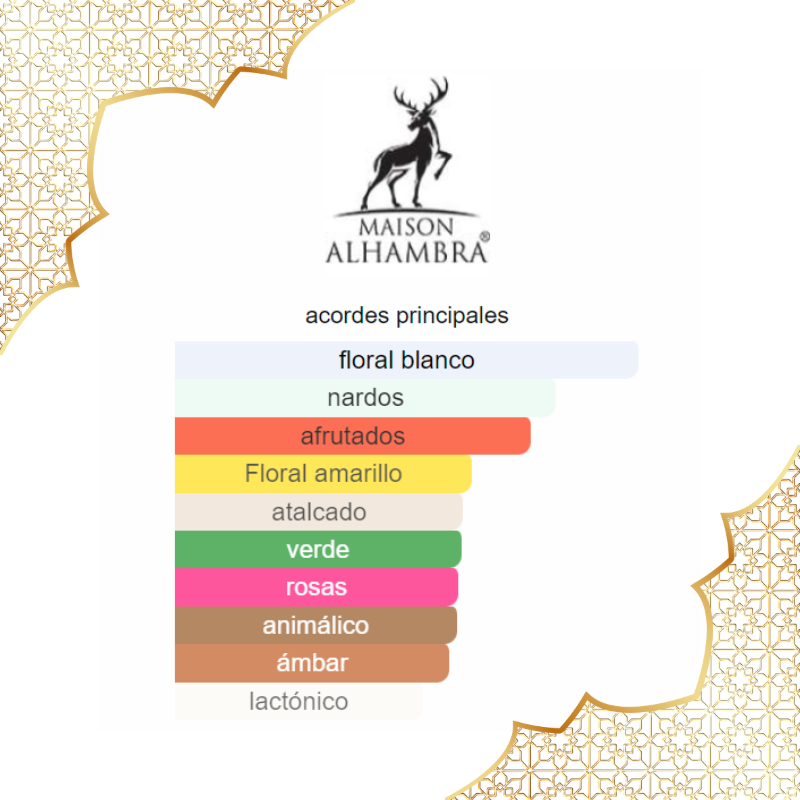 MAISON
ALHAMBRA®
acordes principales
floral blanco
nardos
afrutados
Floral amarillo
atalcado
verde
rosas
animálico
ámbar
lactónico